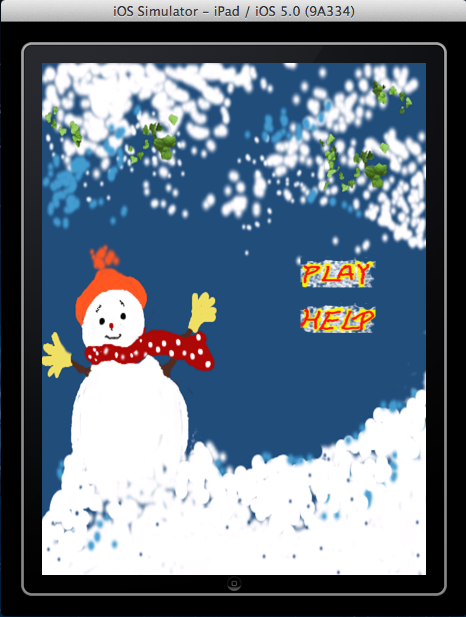 iOS Simulator – iPad / iOS 5.0 (9A334)
PLAY
HELP